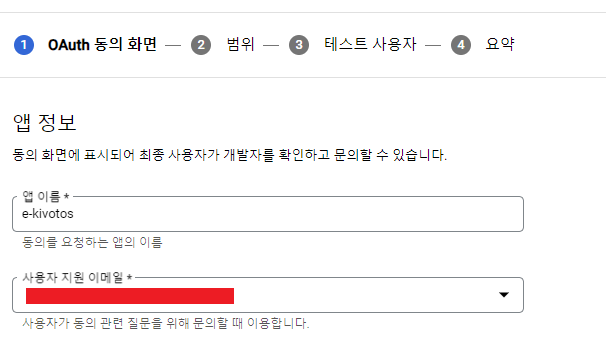 1 OAuth 동의 화면 — 2 범위 — 3 테스트 사용자 — 4 요약
앱 정보
동의 화면에 표시되어 최종 사용자가 개발자를 확인하고 문의할 수 있습니다.
앱 이름 *
e-kivotos
동의를 요청하는 앱의 이름
사용자 지원 이메일 *
사용자가 동의 관련 질문을 위해 문의할 때 이용합니다.